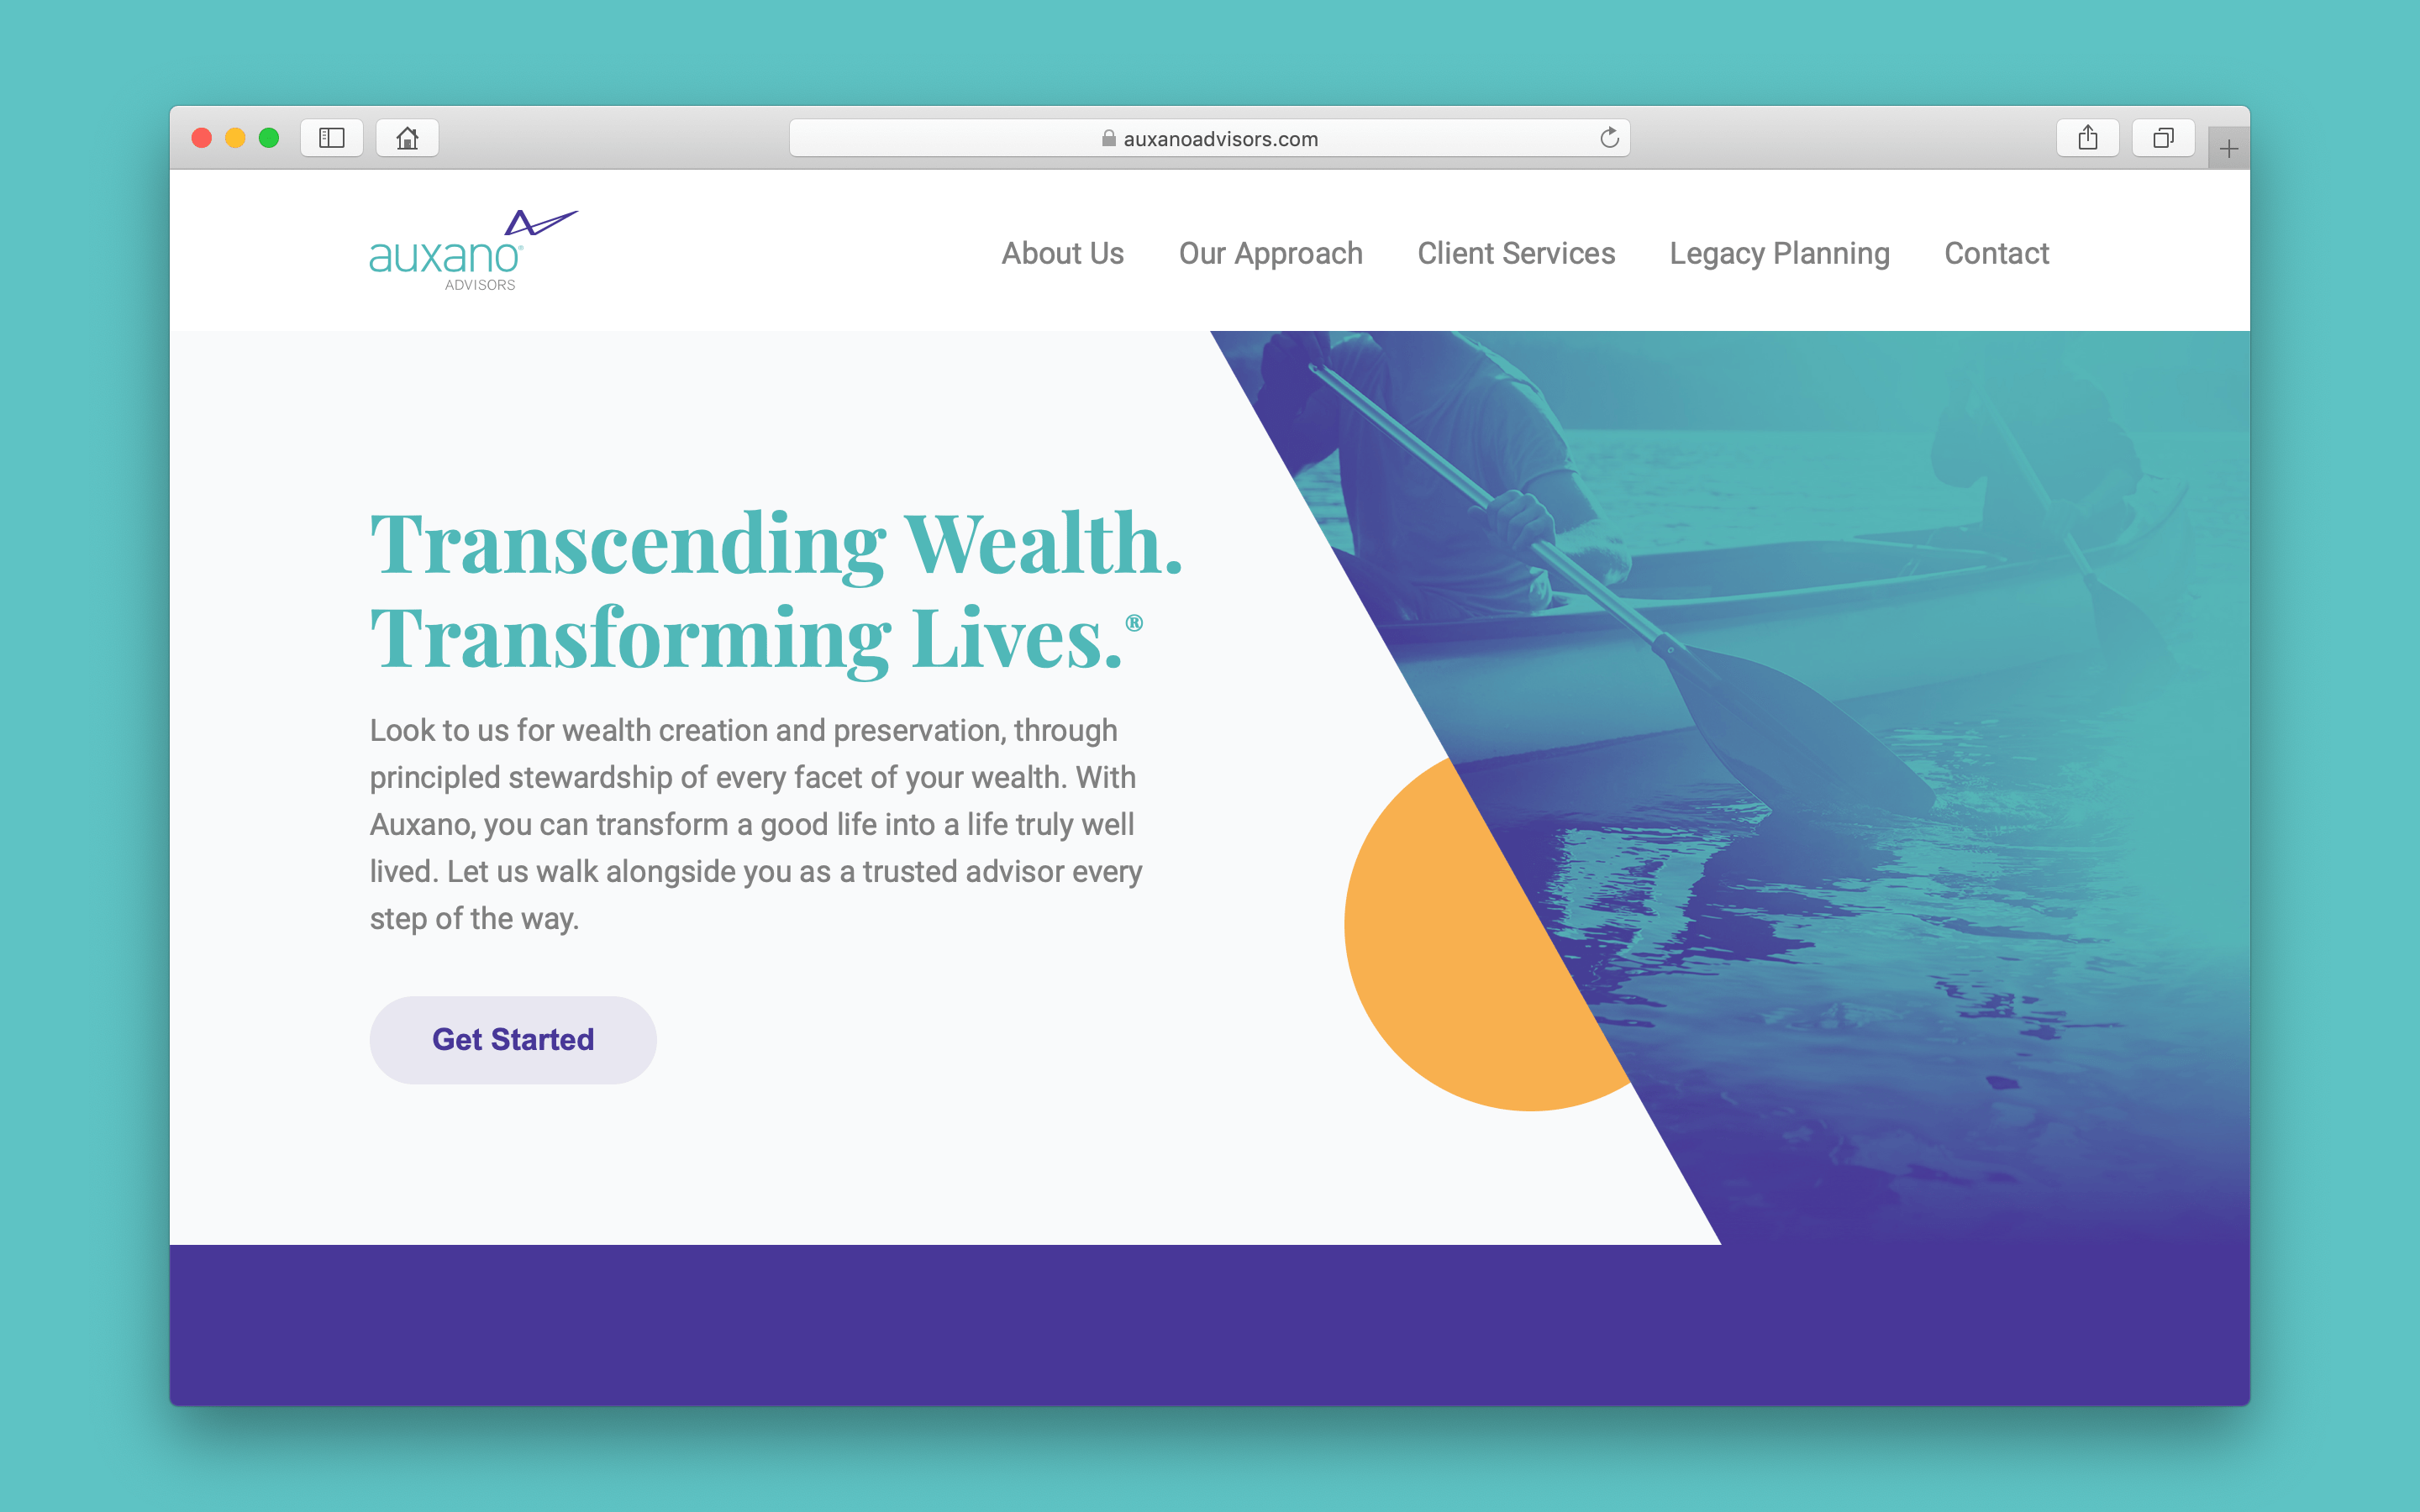 auxanoadvisors.com
auxano®
ADVISORS
About Us
Our Approach
Client Services
Legacy Planning
Contact
Transcending Wealth.
Transforming Lives.®
Look to us for wealth creation and preservation, through
principled stewardship of every facet of your wealth. With
Auxano, you can transform a good life into a life truly well
lived. Let us walk alongside you as a trusted advisor every
step of the way.
Get Started